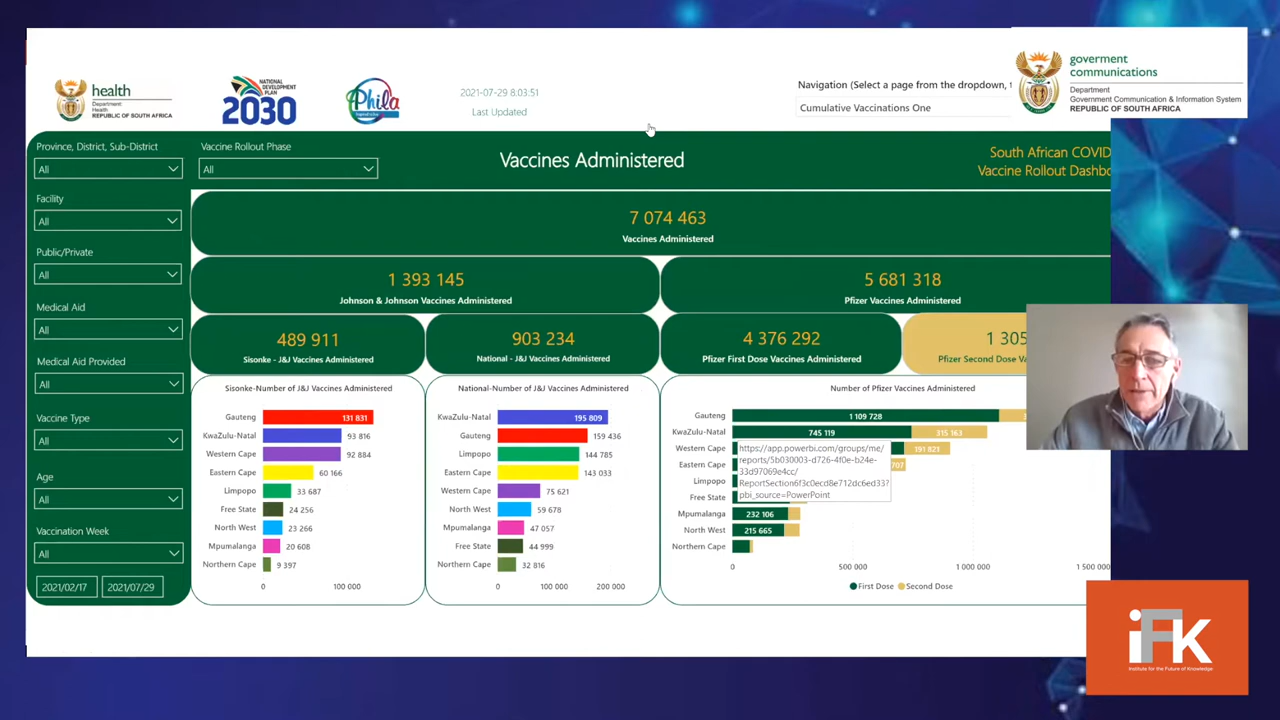 health
Department:
Health
REPUBLIC OF SOUTH AFRICA
NATIONAL
DEVELOPMENT
PLAN
2030
Phila
2021-07-29 8:03:51
Last Updated
Navigation (Select a page from the dropdown,
Cumulative Vaccinations One
goverment
communications
Department
Government Communication & Information System
REPUBLIC OF SOUTH AFRICA
Province, District, Sub-District
All
Vaccine Rollout Phase
All
Vaccines Administered
South African COVID
Vaccine Rollout Dashbo
Facility
All
Public/Private
All
Medical Aid
All
Medical Aid Provided
All
Vaccine Type
All
Age
All
Vaccination Week
All
2021/02/17
2021/07/29
7 074 463
Vaccines Administered
1 393 145
Johnson & Johnson Vaccines Administered
5 681 318
Pfizer Vaccines Administered
489 911
Sisonke - J&J Vaccines Administered
903 234
National - J&J Vaccines Administered
4 376 292
Pfizer First Dose Vaccines Administered
1 305
Pfizer Second Dose Va
Sisonke-Number of J&J Vaccines Administered
Gauteng 131 831
KwaZulu-Natal 93 816
Western Cape 92 884
Eastern Cape 60 166
Limpopo 33 687
Free State 24 256
North West 23 266
Mpumalanga 20 608
Northern Cape 9 397
0 100 000
National-Number of J&J Vaccines Administered
KwaZulu-Natal 195 809
Gauteng 159 436
Limpopo 144 785
Eastern Cape 143 033
Western Cape 75 621
North West 59 678
Mpumalanga 47 057
Free State 44 999
Northern Cape 32 816
0 100 000 200 000
Number of Pfizer Vaccines Administered
Gauteng 1 109 728
KwaZulu-Natal 745 119 315 163
Western Cape 191 821
Eastern Cape 707
Limpopo
Free State
Mpumalanga 232 106
North West 215 665
Northern Cape
https://app.powerbi.com/groups/me/
reports/5b030003-d726-4f0e-b24e-
33d97069e4cc/
ReportSection6f3c0ecd8e712dc6ed33?
pbi_source=PowerPoint
0 500 000 1 000 000 1 500 000
First Dose Second Dose
iFK
Institute for the Future of Knowledge